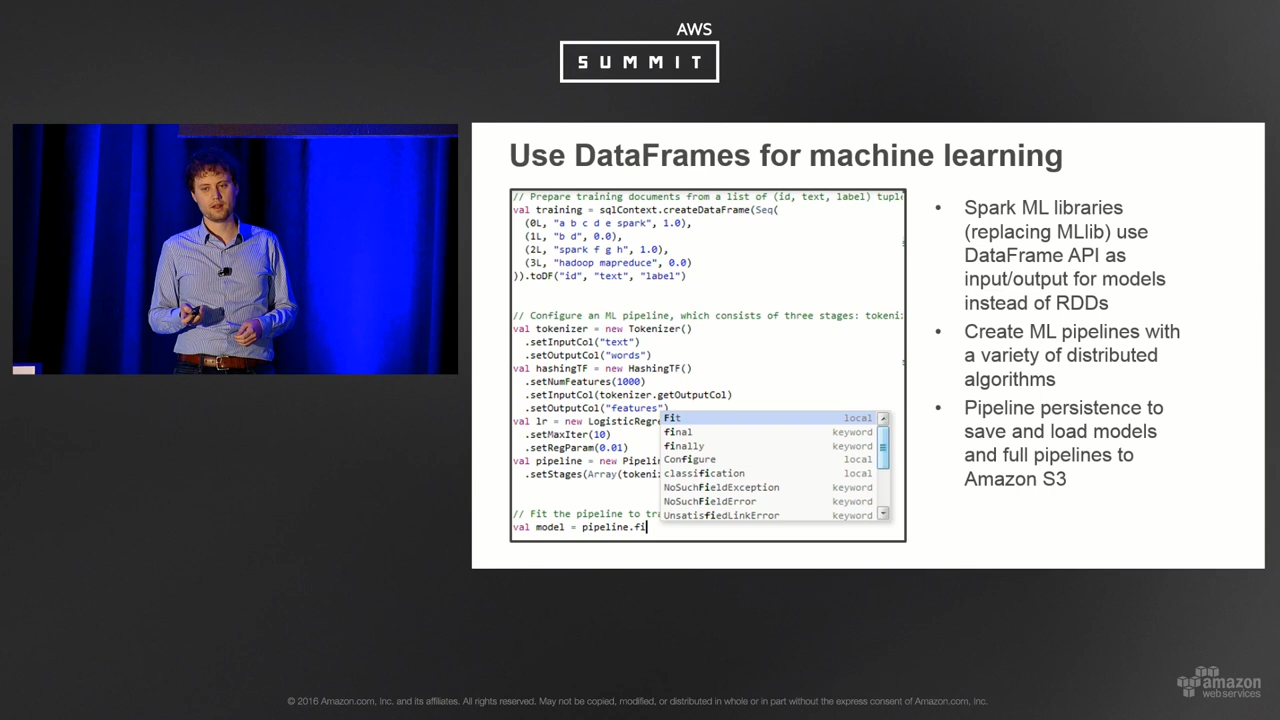 AWS
SUMMIT
Use DataFrames for machine learning
// Prepare training documents from a list of (id, text, label) tuple
val training = sqlContext.createDataFrame(Seq(
(0L, "a b c d e spark", 1.0),
(1L, "b d", 0.0),
(2L, "spark f g h", 1.0),
(3L, "hadoop mapreduce", 0.0)
)).toDF("id", "text", "label")
// Configure an ML pipeline, which consists of three stages: tokeni
val tokenizer = new Tokenizer()
.setInputCol("text")
.setOutputCol("words")
val hashingTF = new HashingTF()
.setNumFeatures(1000)
.setInputCol(tokenizer.getOutputCol)
.setOutputCol("features")
val lr = new LogisticRegre
.setMaxIter(10)
.setRegParam(0.01)
val pipeline = new Pipelin
.setStages(Array(tokeni
// Fit the pipeline to tra
val model = pipeline.fi
Fit local
final keyword
finally keyword
Configure local
classification local
NoSuchFieldException keyword
NoSuchFieldError keyword
UnsatisfiedLinkError keyword
• Spark ML libraries
(replacing MLlib) use
DataFrame API as
input/output for models
instead of RDDs
• Create ML pipelines with
a variety of distributed
algorithms
• Pipeline persistence to
save and load models
and full pipelines to
Amazon S3
© 2016 Amazon.com, Inc. and its affiliates. All rights reserved. May not be copied, modified, or distributed in whole or in part without the express consent of Amazon.com, Inc.
amazon
web services